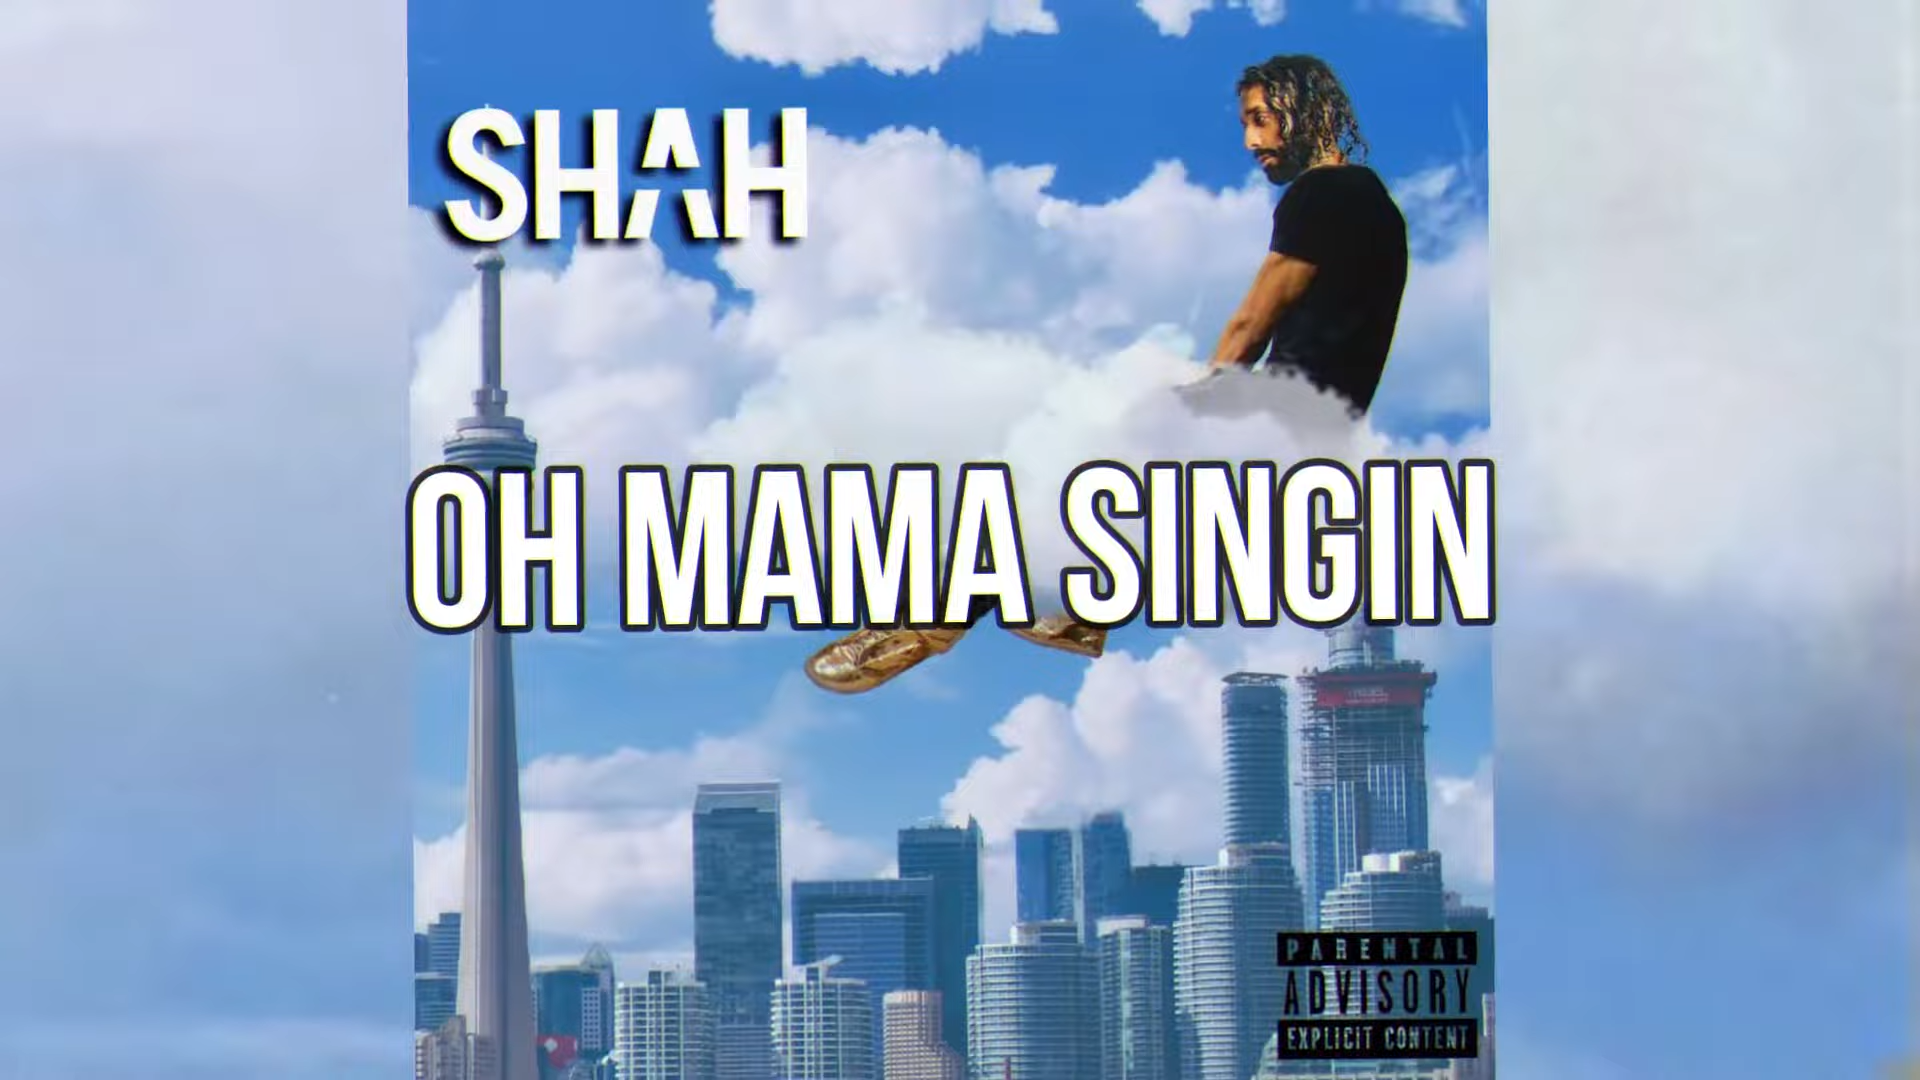 SHAH
OH MAMA SINGIN
PARENTAL
ADVISORY
EXPLICIT CONTENT